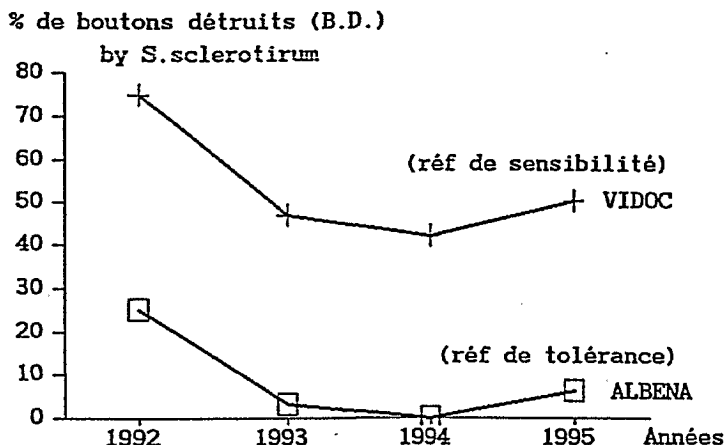 % de boutons détruits (B.D.)
by S.sclerotirum
80
70
60
50
40
30
20
10
0
(réf de sensibilité)
VIDOC
(réf de tolérance)
ALBENA
1992 1993 1994 1995 Années